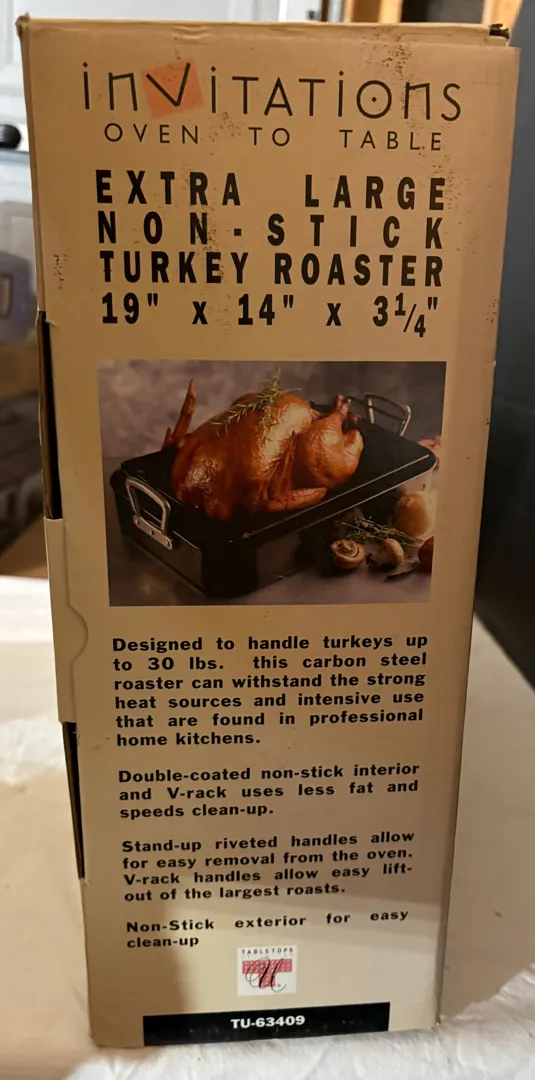 inVITATIONS
OVEN TO TABLE
EXTRA LARGE
NON-STICK
TURKEY ROASTER
19" x 14" x 3¼"
Designed to handle turkeys up
to 30 lbs. this carbon steel
roaster can withstand the strong
heat sources and intensive use
that are found in professional
home kitchens.
Double-coated non-stick interior
and V-rack uses less fat and
speeds clean-up.
Stand-up riveted handles allow
for easy removal from the oven.
V-rack handles allow easy lift-
out of the largest roasts.
Non-Stick exterior for easy
clean-up
TABLETOPS
U
TU-63409